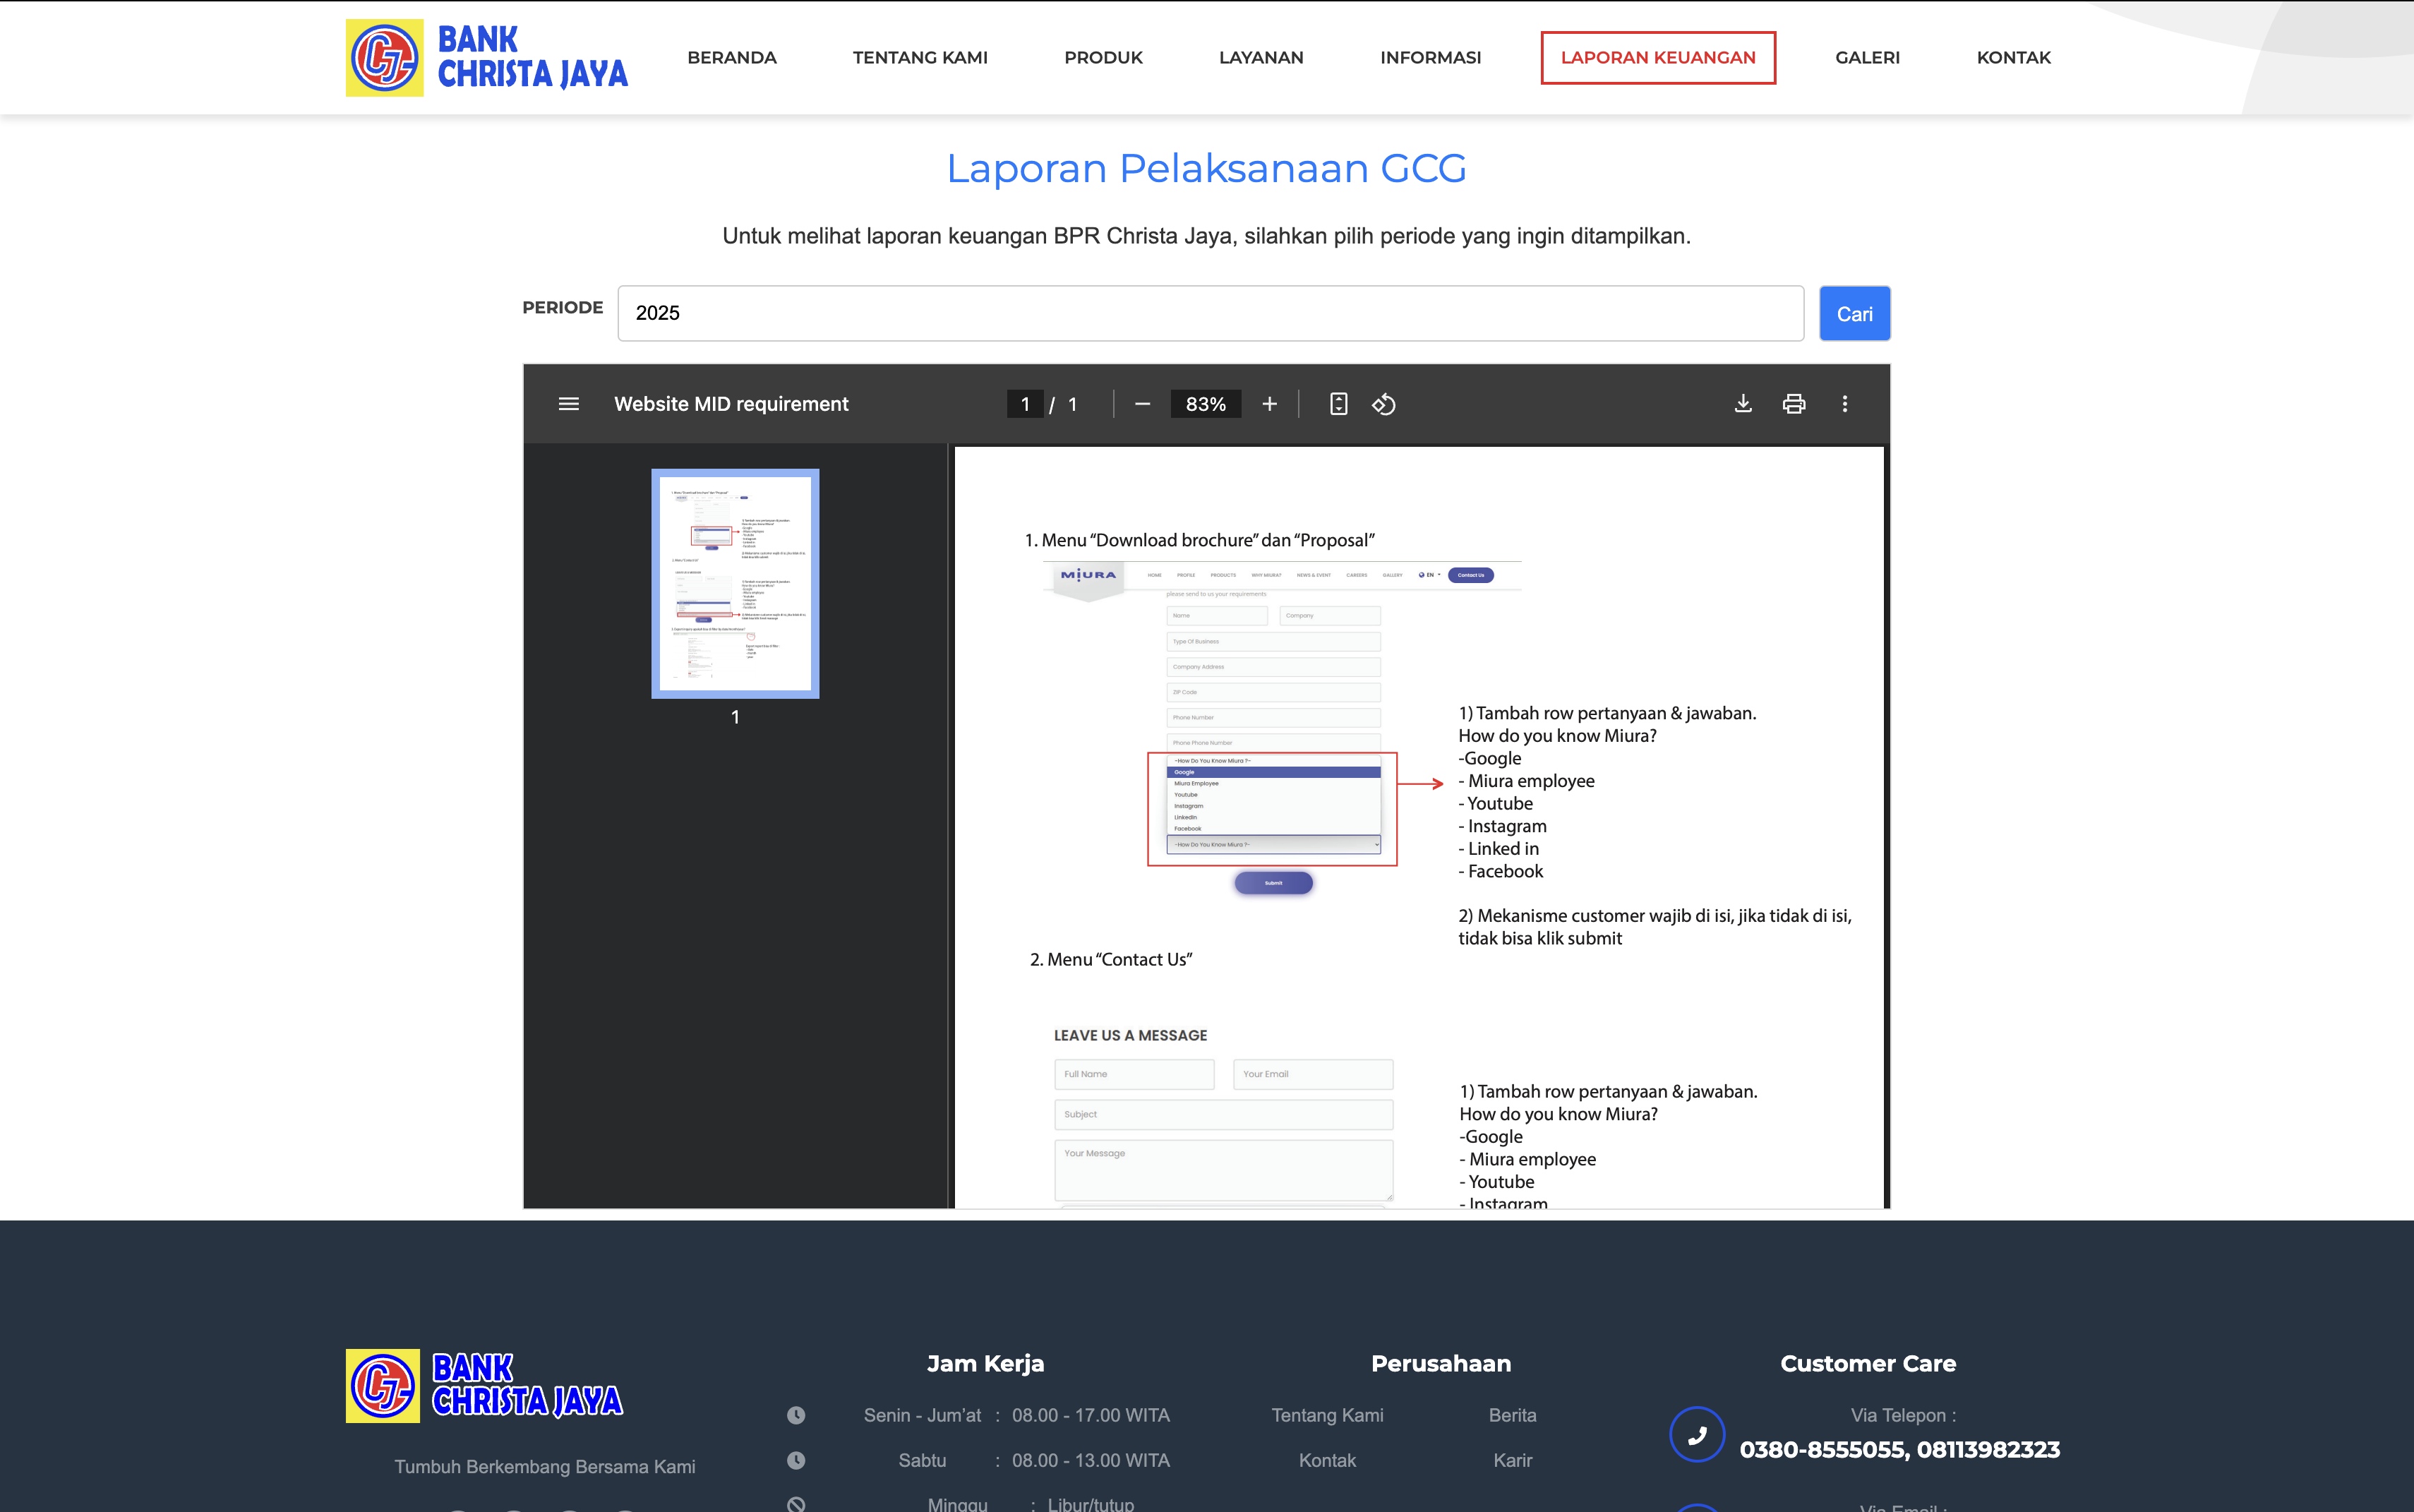 BANK
CHRISTA JAYA
BERANDA TENTANG KAMI PRODUK LAYANAN INFORMASI LAPORAN KEUANGAN GALERI KONTAK
Laporan Pelaksanaan GCG
Untuk melihat laporan keuangan BPR Christa Jaya, silahkan pilih periode yang ingin ditampilkan.
PERIODE 2025 Cari
Website MID requirement 1 / 1 83%
1
1. Menu “Download brochure” dan “Proposal”
MIURA HOME PROFILE PRODUCTS WHY MIURA? NEWS & EVENT CAREERS GALLERY EN Contact Us
please send to us your requirements
Name Company
Type Of Business
Company Address
ZIP Code
Phone Number
Phone Phone Number
-How Do You Know Miura ?-
Google
Miura Employee
Youtube
Instagram
LinkedIn
Facebook
-How Do You Know Miura ?-
Submit
1) Tambah row pertanyaan & jawaban.
How do you know Miura?
-Google
- Miura employee
- Youtube
- Instagram
- Linked in
- Facebook
2) Mekanisme customer wajib di isi, jika tidak di isi,
tidak bisa klik submit
2. Menu “Contact Us”
LEAVE US A MESSAGE
Full Name Your Email
Subject
Your Message
1) Tambah row pertanyaan & jawaban.
How do you know Miura?
-Google
- Miura employee
- Youtube
- Instagram
BANK
CHRISTA JAYA
Tumbuh Berkembang Bersama Kami
Jam Kerja
Senin - Jum’at : 08.00 - 17.00 WITA
Sabtu : 08.00 - 13.00 WITA
Minggu : Libur/tutup
Perusahaan
Tentang Kami Berita
Kontak Karir
Customer Care
Via Telepon :
0380-8555055, 08113982323
Via Email :